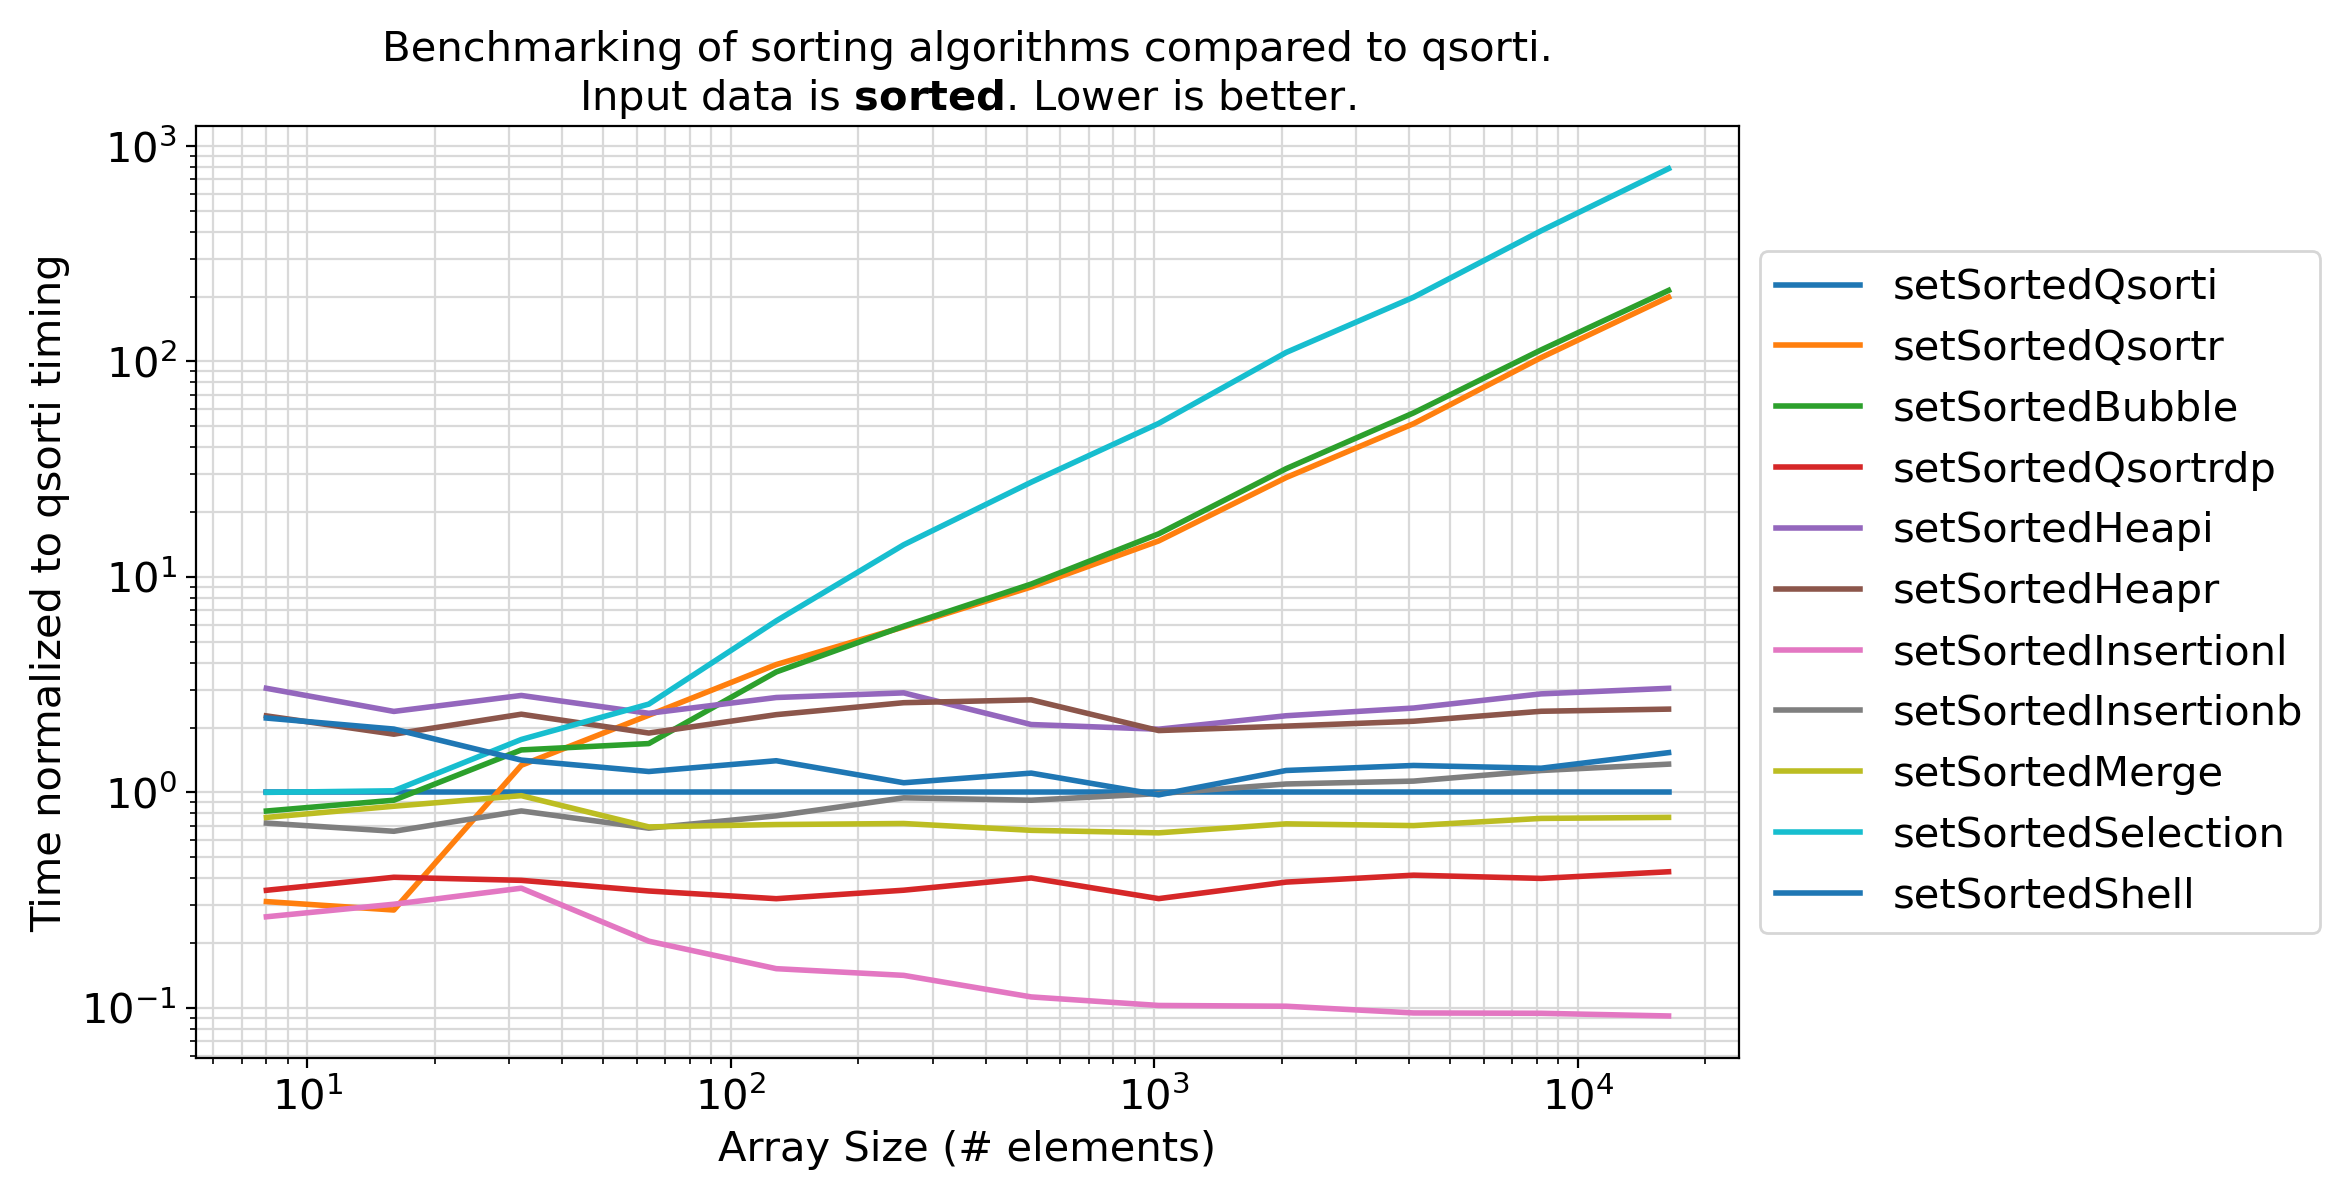 Benchmarking of sorting algorithms compared to qsorti.
Input data is sorted. Lower is better.
Time normalized to qsorti timing
10³
10²
10¹
10⁰
10⁻¹
10¹
10²
10³
10⁴
Array Size (# elements)
setSortedQsorti
setSortedQsortr
setSortedBubble
setSortedQsortrdp
setSortedHeapi
setSortedHeapr
setSortedInsertionl
setSortedInsertionb
setSortedMerge
setSortedSelection
setSortedShell